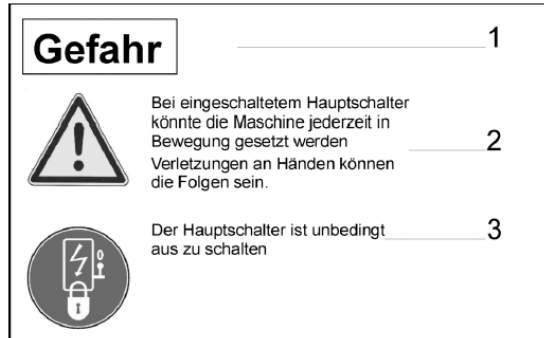 Gefahr 1
Bei eingeschaltetem Hauptschalter
könnte die Maschine jederzeit in
Bewegung gesetzt werden 2
Verletzungen an Händen können
die Folgen sein.
Der Hauptschalter ist unbedingt 3
aus zu schalten
0